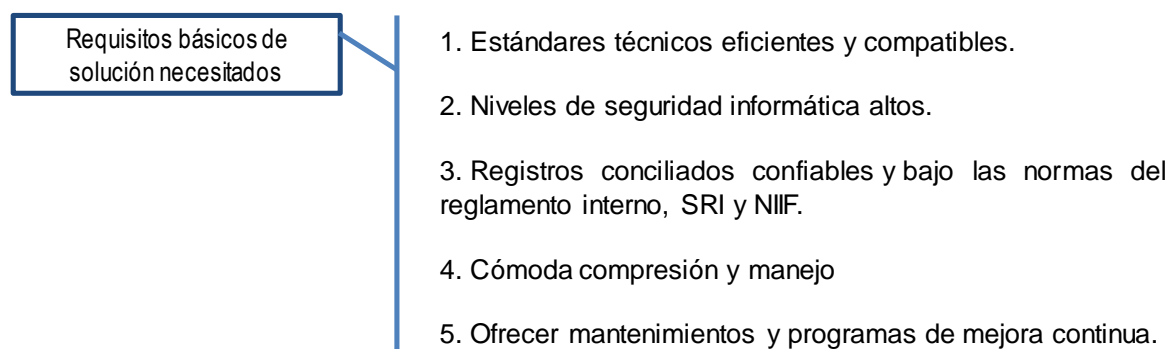 Requisitos básicos de
solución necesitados
1. Estándares técnicos eficientes y compatibles.
2. Niveles de seguridad informática altos.
3. Registros conciliados confiables y bajo las normas del
reglamento interno, SRI y NIIF.
4. Cómoda compresión y manejo
5. Ofrecer mantenimientos y programas de mejora continua.